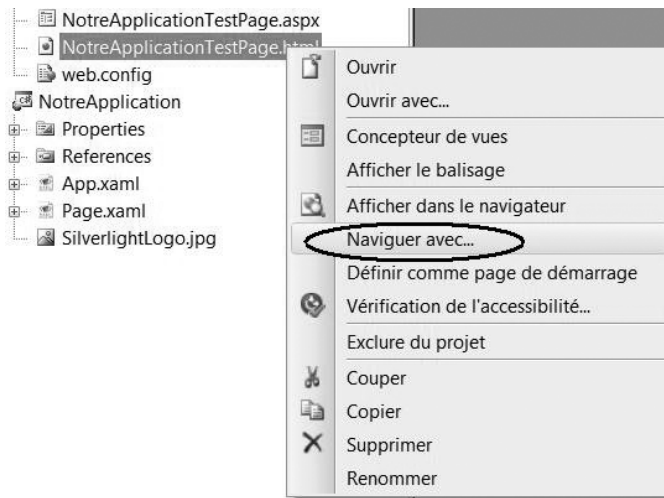 NotreApplicationTestPage.aspx
NotreApplicationTestPage.html
web.config
NotreApplication
Properties
References
App.xaml
Page.xaml
SilverlightLogo.jpg
Ouvrir
Ouvrir avec...
Concepteur de vues
Afficher le balisage
Afficher dans le navigateur
Naviguer avec...
Définir comme page de démarrage
Vérification de l'accessibilité...
Exclure du projet
Couper
Copier
Supprimer
Renommer